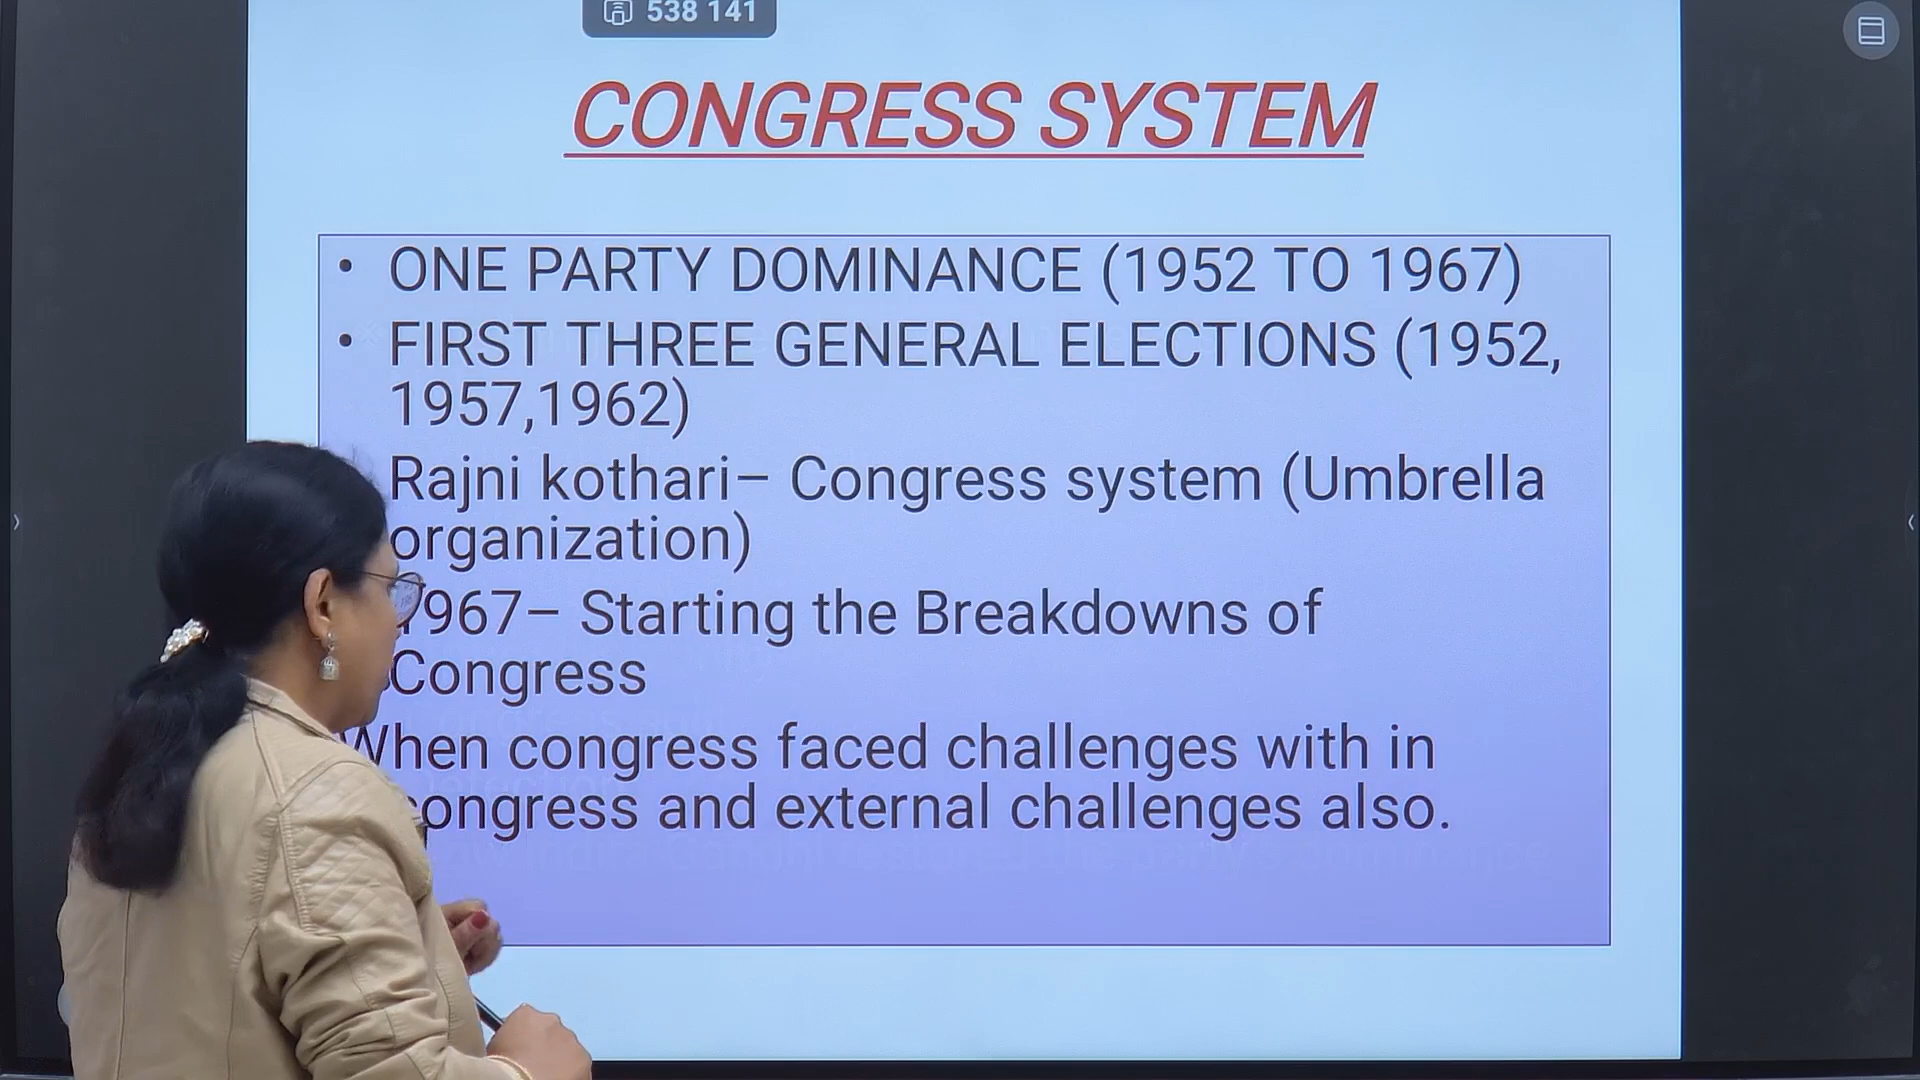 538 141
CONGRESS SYSTEM
• ONE PARTY DOMINANCE (1952 TO 1967)
• FIRST THREE GENERAL ELECTIONS (1952,
1957,1962)
Rajni kothari– Congress system (Umbrella
organization)
1967– Starting the Breakdowns of
Congress
When congress faced challenges with in
congress and external challenges also.